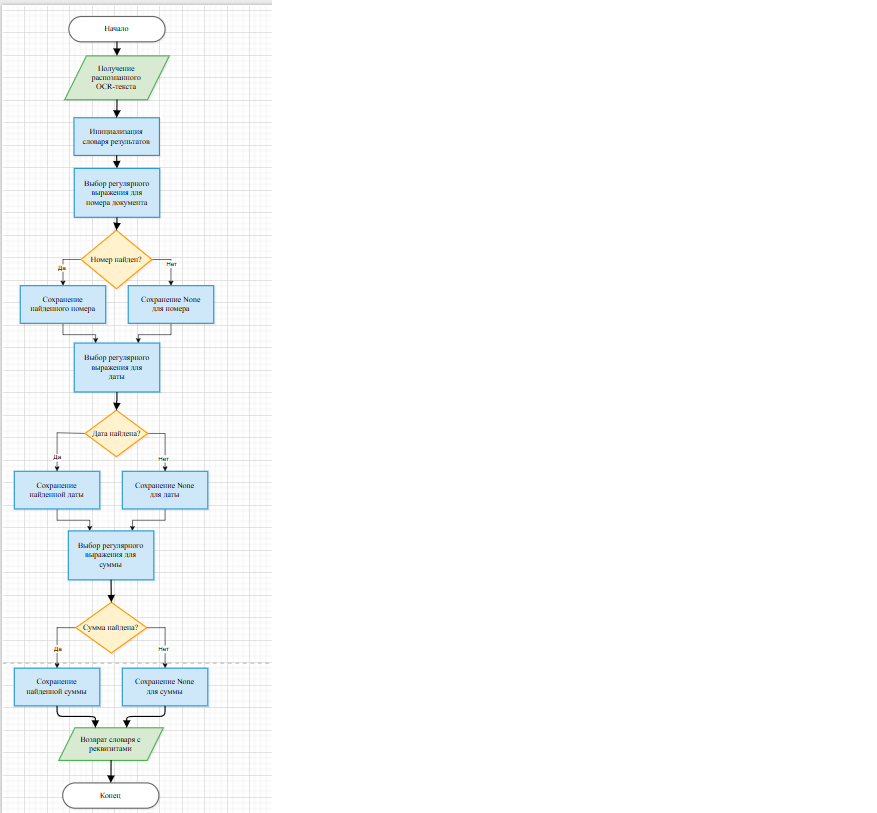 Начало
Получение
распознанного
OCR-текста
Инициализация
словаря результатов
Выбор регулярного
выражения для
номера документа
Номер найден?
Да
Нет
Сохранение
найденного номера
Сохранение None
для номера
Выбор регулярного
выражения для
даты
Дата найдена?
Да
Нет
Сохранение
найденной даты
Сохранение None
для даты
Выбор регулярного
выражения для
суммы
Сумма найдена?
Да
Нет
Сохранение
найденной суммы
Сохранение None
для суммы
Возврат словаря с
реквизитами
Конец